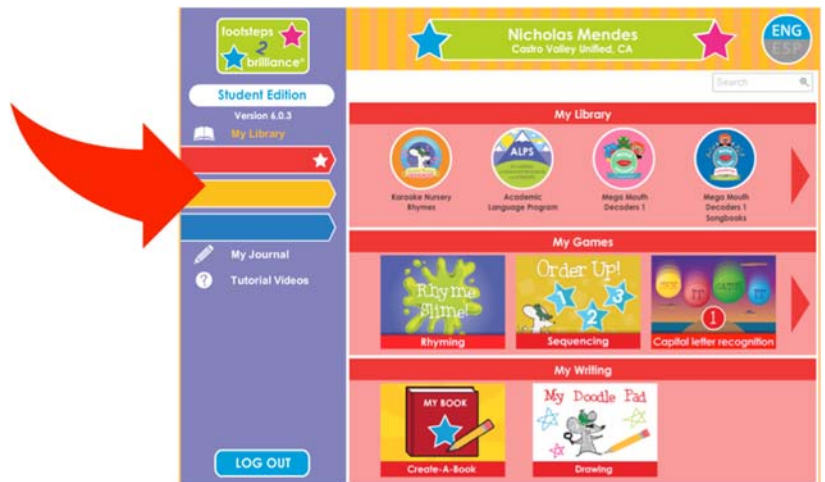 footsteps
2
brilliance®
Student Edition
Version 6.0.3
My Library
My Journal
Tutorial Videos
LOG OUT
Nicholas Mendes
Castro Valley Unified, CA
ENG
ESP
Search
My Library
Karaoke Nursery
Rhymes
ALPS
Academic
Language Program
Mega Mouth
Decoders 1
Mega Mouth
Decoders 1
Songbooks
My Games
Rhyme
Slime!
Rhyming
Order Up!
1
2
3
Sequencing
1
Capital letter recognition
My Writing
MY BOOK
Create-A-Book
My Doodle Pad
Drawing